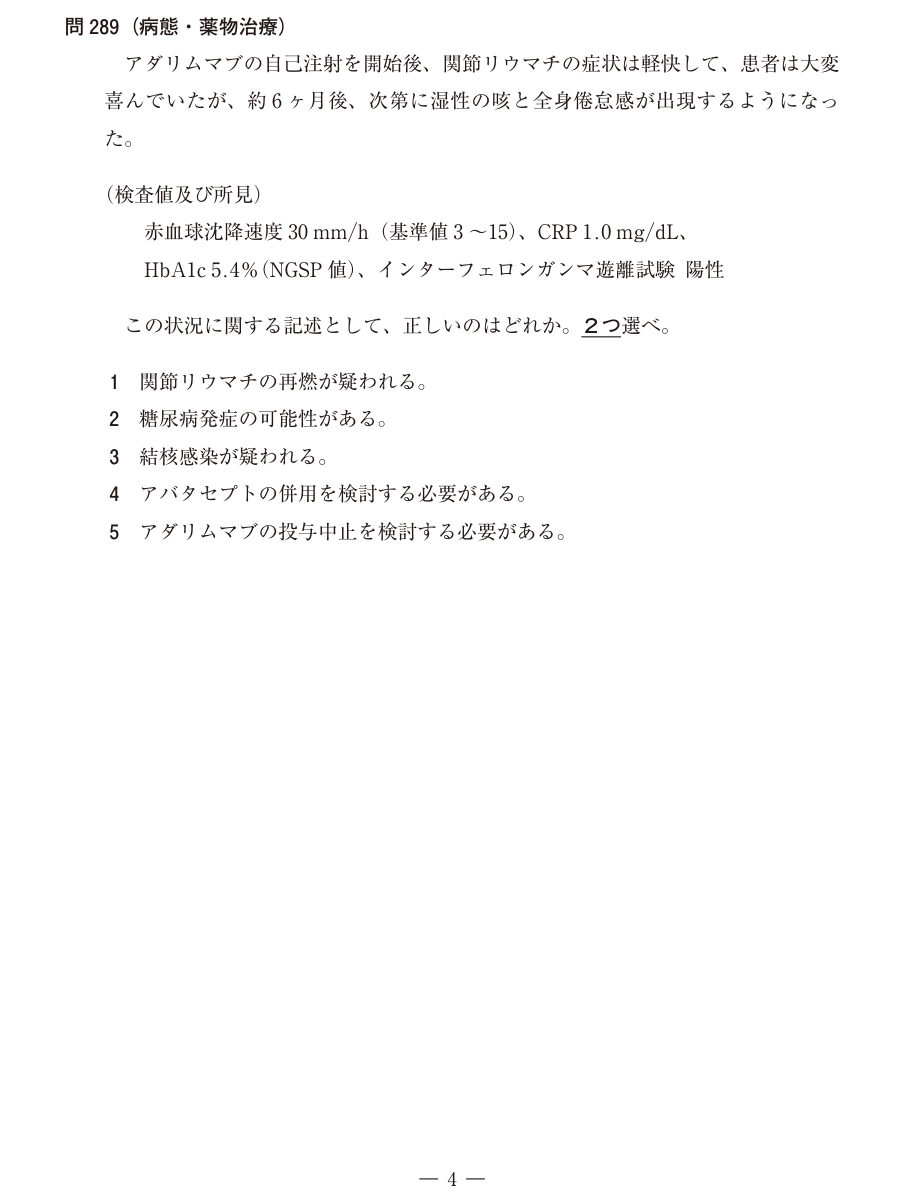 問 289（病態・薬物治療）
アダリムマブの自己注射を開始後、関節リウマチの症状は軽快して、患者は大変
喜んでいたが、約 6 ヶ月後、次第に湿性の咳と全身倦怠感が出現するようになっ
た。
（検査値及び所見）
赤血球沈降速度 30 mm/h（基準値 3 ～15）、CRP 1.0 mg/dL、
HbA1c 5.4%（NGSP 値）、インターフェロンガンマ遊離試験 陽性
この状況に関する記述として、正しいのはどれか。2つ選べ。
1 関節リウマチの再燃が疑われる。
2 糖尿病発症の可能性がある。
3 結核感染が疑われる。
4 アバタセプトの併用を検討する必要がある。
5 アダリムマブの投与中止を検討する必要がある。
― 4 ―